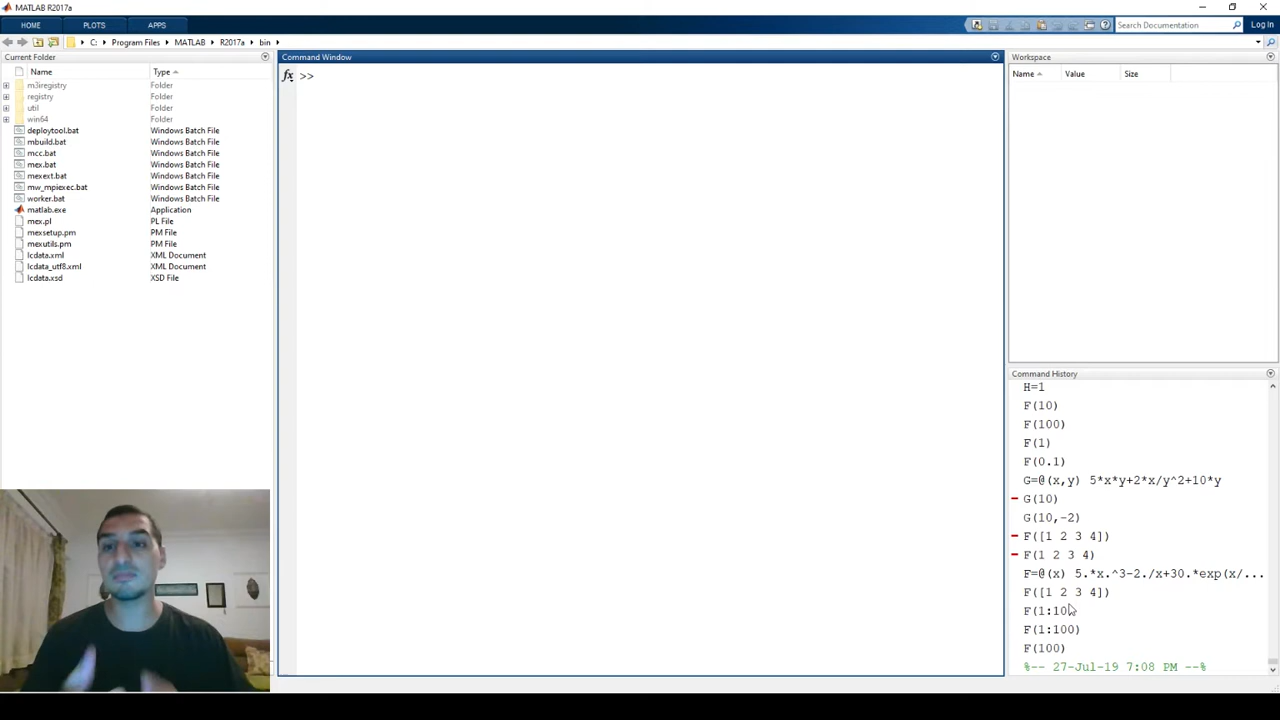 MATLAB R2017a
HOME PLOTS APPS
Search Documentation Log In
C: Program Files MATLAB R2017a bin
Current Folder
Name Type
m3iregistry Folder
registry Folder
util Folder
win64 Folder
deploytool.bat Windows Batch File
mbuild.bat Windows Batch File
mcc.bat Windows Batch File
mex.bat Windows Batch File
mexext.bat Windows Batch File
mw_mpiexec.bat Windows Batch File
worker.bat Windows Batch File
matlab.exe Application
mex.pl PL File
mexsetup.pm PM File
mexutils.pm PM File
lcdata.xml XML Document
lcdata_utf8.xml XML Document
lcdata.xsd XSD File
Command Window
fx >>
Workspace
Name Value Size
Command History
H=1
F(10)
F(100)
F(1)
F(0.1)
G=@(x,y) 5*x*y+2*x/y^2+10*y
G(10)
G(10,-2)
F([1 2 3 4])
F(1 2 3 4)
F=@(x) 5.*x.^3-2./x+30.*exp(x/...
F([1 2 3 4])
F(1:10)
F(1:100)
F(100)
%-- 27-Jul-19 7:08 PM --%